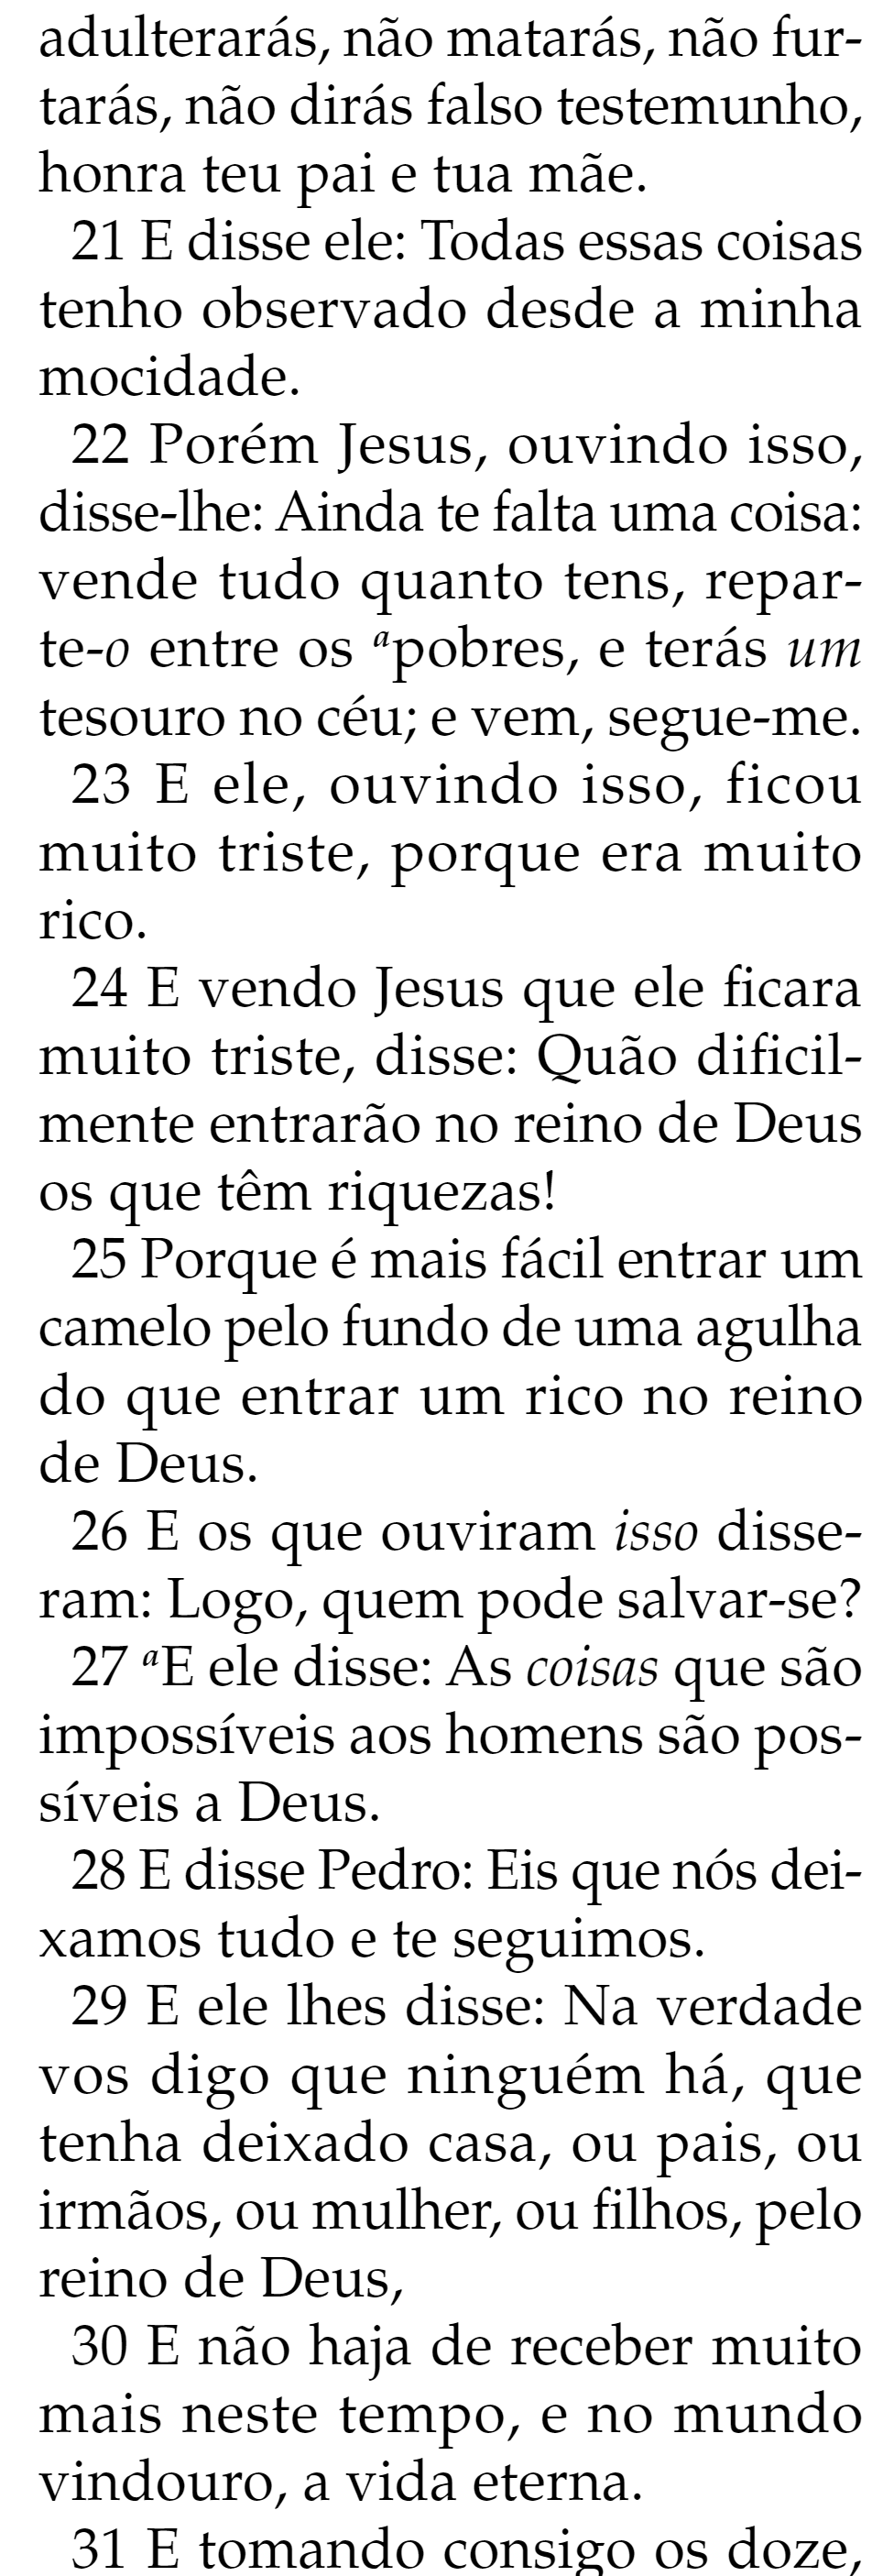 adulterarás, não matarás, não fur-
tarás, não dirás falso testemunho,
honra teu pai e tua mãe.
21 E disse ele: Todas essas coisas
tenho observado desde a minha
mocidade.
22 Porém Jesus, ouvindo isso,
disse-lhe: Ainda te falta uma coisa:
vende tudo quanto tens, repar-
te-o entre os ªpobres, e terás um
tesouro no céu; e vem, segue-me.
23 E ele, ouvindo isso, ficou
muito triste, porque era muito
rico.
24 E vendo Jesus que ele ficara
muito triste, disse: Quão dificil-
mente entrarão no reino de Deus
os que têm riquezas!
25 Porque é mais fácil entrar um
camelo pelo fundo de uma agulha
do que entrar um rico no reino
de Deus.
26 E os que ouviram isso disse-
ram: Logo, quem pode salvar-se?
27 ªE ele disse: As coisas que são
impossíveis aos homens são pos-
síveis a Deus.
28 E disse Pedro: Eis que nós dei-
xamos tudo e te seguimos.
29 E ele lhes disse: Na verdade
vos digo que ninguém há, que
tenha deixado casa, ou pais, ou
irmãos, ou mulher, ou filhos, pelo
reino de Deus,
30 E não haja de receber muito
mais neste tempo, e no mundo
vindouro, a vida eterna.
31 E tomando consigo os doze,